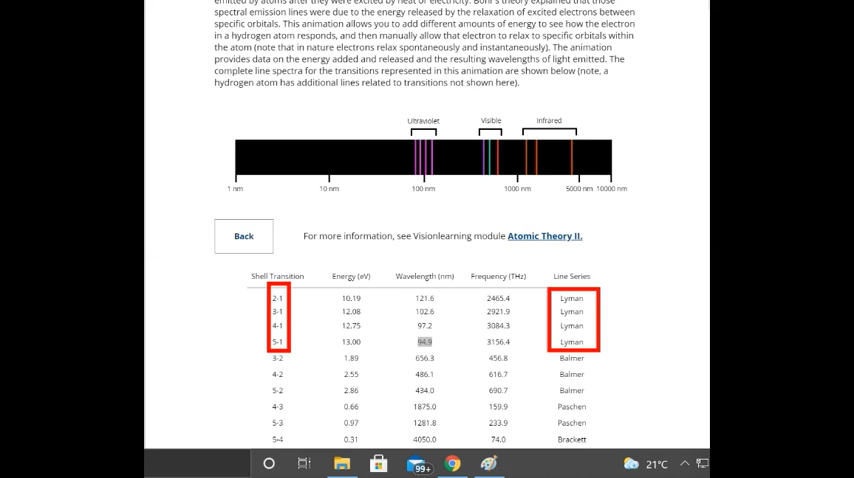 emitted by atoms after they were excited by heat or electricity. Bohr's theory explained that those
spectral emission lines were due to the energy released by the relaxation of excited electrons between
specific orbitals. This animation allows you to add different amounts of energy to see how the electron
in a hydrogen atom responds, and then manually allow that electron to relax to specific orbitals within
the atom (note that in nature electrons relax spontaneously and instantaneously). The animation
provides data on the energy added and released and the resulting wavelengths of light emitted. The
complete line spectra for the transitions represented in this animation are shown below (note, a
hydrogen atom has additional lines related to transitions not shown here).
Ultraviolet Visible Infrared
1 nm 10 nm 100 nm 1000 nm 5000 nm 10000 nm
Back For more information, see Visionlearning module Atomic Theory II.
Shell Transition Energy (eV) Wavelength (nm) Frequency (THz) Line Series
2-1 10.19 121.6 2465.4 Lyman
3-1 12.08 102.6 2921.9 Lyman
4-1 12.75 97.2 3084.3 Lyman
5-1 13.00 94.9 3156.4 Lyman
3-2 1.89 656.3 456.8 Balmer
4-2 2.55 486.1 616.7 Balmer
5-2 2.86 434.0 690.7 Balmer
4-3 0.66 1875.0 159.9 Paschen
5-3 0.97 1281.8 233.9 Paschen
5-4 0.31 4050.0 74.0 Brackett
99+ 21°C